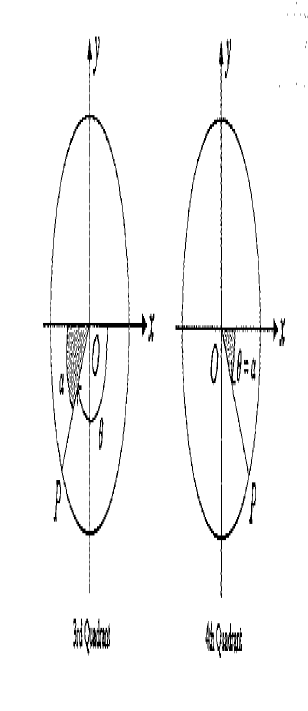 y y
x x
O O
α θ = α
θ
P P
3rd Quadrant 4th Quadrant